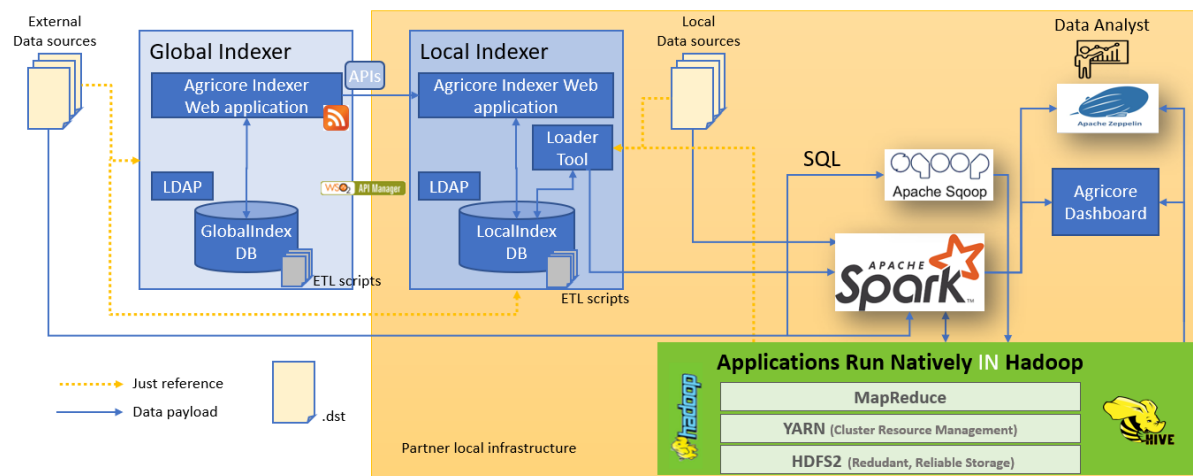 External
Data sources
Global Indexer
Agricore Indexer
Web application
LDAP
GlobalIndex
DB
ETL scripts
APIs
WSO2 API Manager
Local Indexer
Agricore Indexer Web
application
Loader
Tool
LDAP
LocalIndex
DB
ETL scripts
Local
Data sources
Data Analyst
Apache Zeppelin
SQL
sqoop
Apache Sqoop
Agricore
Dashboard
APACHE
Spark
TM
Applications Run Natively IN Hadoop
hadoop
MapReduce
YARN (Cluster Resource Management)
HDFS2 (Redudant, Reliable Storage)
HIVE
Just reference
Data payload
.dst
Partner local infrastructure